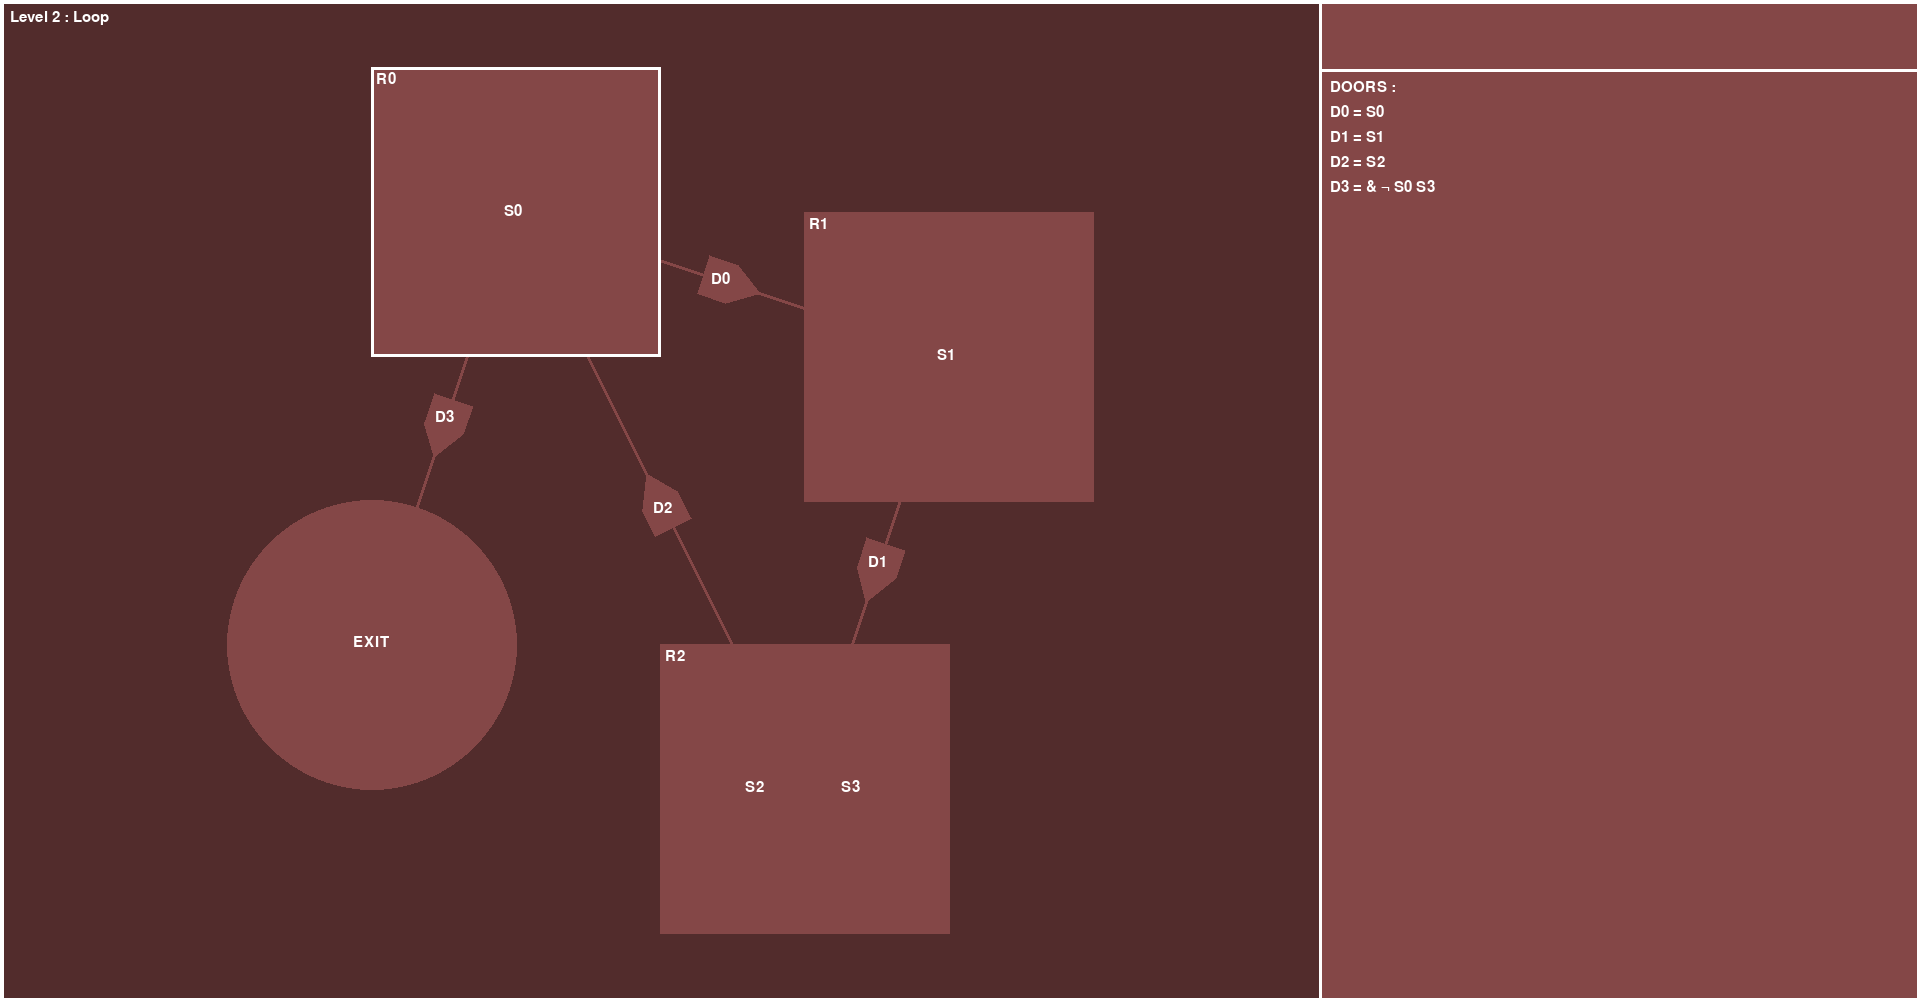 Level 2 : Loop
R0
S0
D0
R1
S1
D3
D2
D1
EXIT
R2
S2 S3
DOORS :
D0 = S0
D1 = S1
D2 = S2
D3 = & ¬ S0 S3